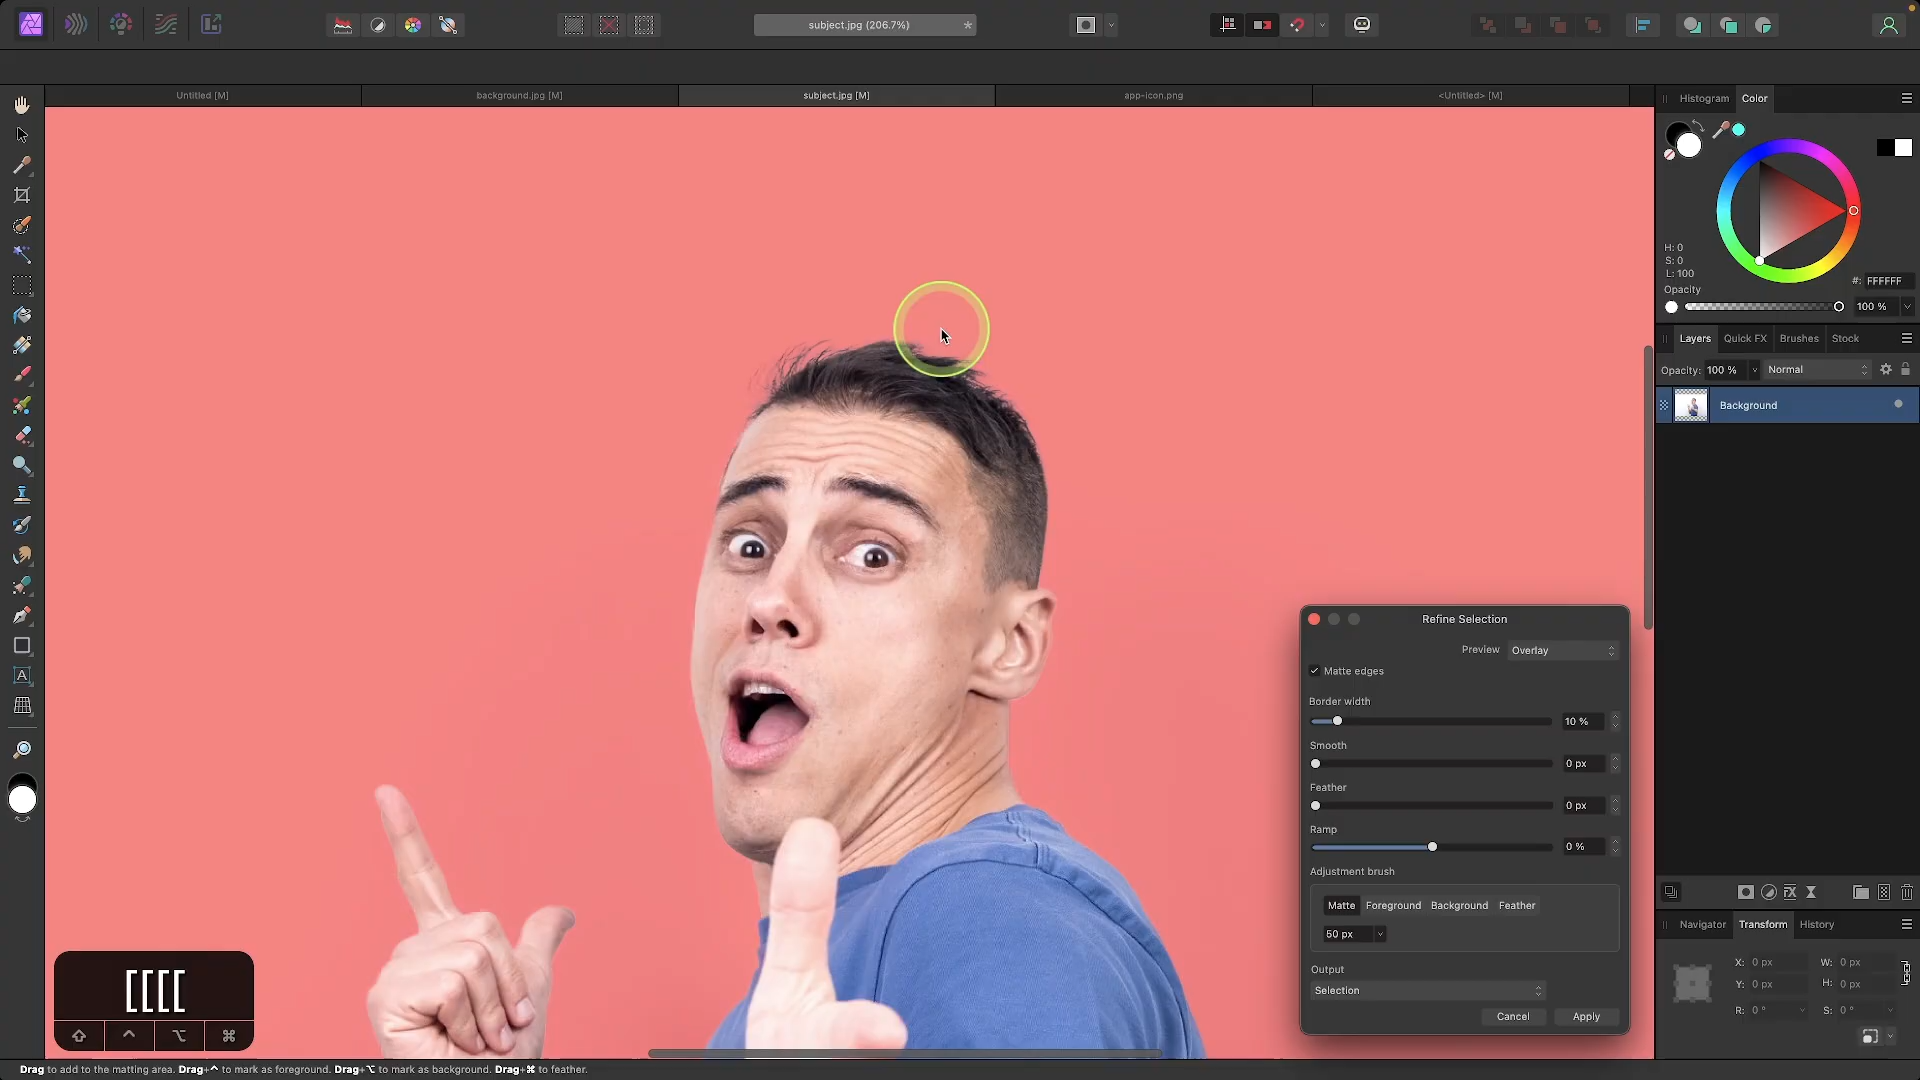 subject.jpg (206.7%)
*
Untitled [M]
background.jpg [M]
subject.jpg [M]
app-icon.png
<Untitled> [M]
Histogram
Color
H: 0
S: 0
L: 100
#: FFFFFF
Opacity
100 %
Layers
Quick FX
Brushes
Stock
Opacity: 100 %
Normal
Background
Refine Selection
Preview
Overlay
Matte edges
Border width
10 %
Smooth
0 px
Feather
0 px
Ramp
0 %
Adjustment brush
Matte
Foreground
Background
Feather
50 px
Output
Selection
Cancel
Apply
Navigator
Transform
History
X: 0 px
W: 0 px
Y: 0 px
H: 0 px
R: 0 °
S: 0 °
[[[[
Drag to add to the matting area. Drag+^ to mark as foreground. Drag+⌥ to mark as background. Drag+⌘ to feather.